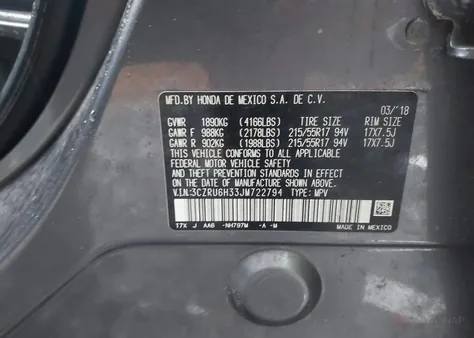 MFD.BY HONDA DE MEXICO S.A. DE C.V.
03/'18
GVWR 1890KG (4166LBS) TIRE SIZE RIM SIZE
GAWR F 988KG (2178LBS) 215/55R17 94V 17X7.5J
GAWR R 902KG (1988LBS) 215/55R17 94V 17X7.5J
THIS VEHICLE CONFORMS TO ALL APPLICABLE
FEDERAL MOTOR VEHICLE SAFETY
AND THEFT PREVENTION STANDARDS IN EFFECT ON
THE DATE OF MANUFACTURE SHOWN ABOVE.
V.I.N:3CZRU6H33JM722794 TYPE: MPV
17X J AA6 -NH797M -A -M
MADE IN MEXICO